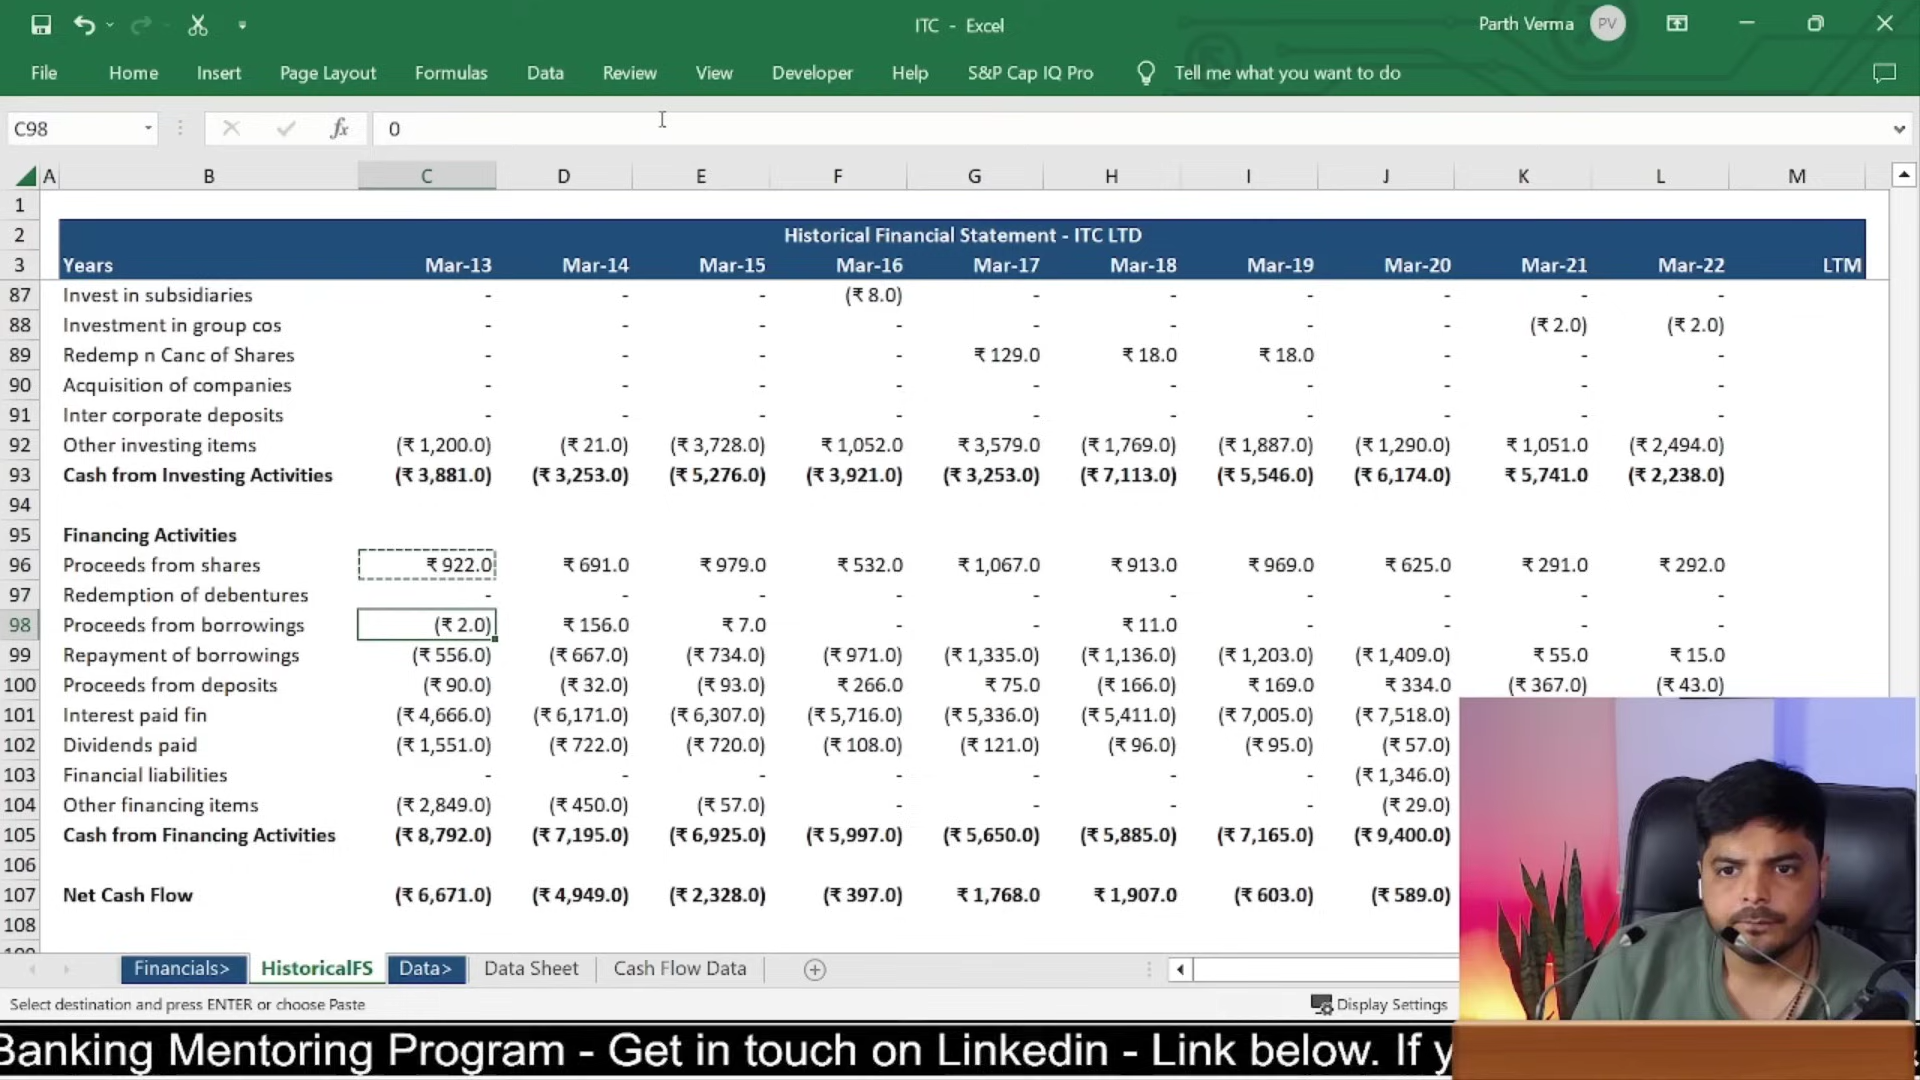 ITC - Excel
Parth Verma PV
File Home Insert Page Layout Formulas Data Review View Developer Help S&P Cap IQ Pro Tell me what you want to do
C98 fx 0
A B C D E F G H I J K L M
1
2 Historical Financial Statement - ITC LTD
3 Years Mar-13 Mar-14 Mar-15 Mar-16 Mar-17 Mar-18 Mar-19 Mar-20 Mar-21 Mar-22 LTM
87 Invest in subsidiaries - - - (₹ 8.0) - - - - - -
88 Investment in group cos - - - - - - - - (₹ 2.0) (₹ 2.0)
89 Redemp n Canc of Shares - - - - ₹ 129.0 ₹ 18.0 ₹ 18.0 - - -
90 Acquisition of companies - - - - - - - - - -
91 Inter corporate deposits - - - - - - - - - -
92 Other investing items (₹ 1,200.0) (₹ 21.0) (₹ 3,728.0) ₹ 1,052.0 ₹ 3,579.0 (₹ 1,769.0) (₹ 1,887.0) (₹ 1,290.0) ₹ 1,051.0 (₹ 2,494.0)
93 Cash from Investing Activities (₹ 3,881.0) (₹ 3,253.0) (₹ 5,276.0) (₹ 3,921.0) (₹ 3,253.0) (₹ 7,113.0) (₹ 5,546.0) (₹ 6,174.0) ₹ 5,741.0 (₹ 2,238.0)
94
95 Financing Activities
96 Proceeds from shares ₹ 922.0 ₹ 691.0 ₹ 979.0 ₹ 532.0 ₹ 1,067.0 ₹ 913.0 ₹ 969.0 ₹ 625.0 ₹ 291.0 ₹ 292.0
97 Redemption of debentures - - - - - - - - - -
98 Proceeds from borrowings (₹ 2.0) ₹ 156.0 ₹ 7.0 - - ₹ 11.0 - - - -
99 Repayment of borrowings (₹ 556.0) (₹ 667.0) (₹ 734.0) (₹ 971.0) (₹ 1,335.0) (₹ 1,136.0) (₹ 1,203.0) (₹ 1,409.0) ₹ 55.0 ₹ 15.0
100 Proceeds from deposits (₹ 90.0) (₹ 32.0) (₹ 93.0) ₹ 266.0 ₹ 75.0 (₹ 166.0) ₹ 169.0 ₹ 334.0 (₹ 367.0) (₹ 43.0)
101 Interest paid fin (₹ 4,666.0) (₹ 6,171.0) (₹ 6,307.0) (₹ 5,716.0) (₹ 5,336.0) (₹ 5,411.0) (₹ 7,005.0) (₹ 7,518.0)
102 Dividends paid (₹ 1,551.0) (₹ 722.0) (₹ 720.0) (₹ 108.0) (₹ 121.0) (₹ 96.0) (₹ 95.0) (₹ 57.0)
103 Financial liabilities - - - - - - - (₹ 1,346.0)
104 Other financing items (₹ 2,849.0) (₹ 450.0) (₹ 57.0) - - - - (₹ 29.0)
105 Cash from Financing Activities (₹ 8,792.0) (₹ 7,195.0) (₹ 6,925.0) (₹ 5,997.0) (₹ 5,650.0) (₹ 5,885.0) (₹ 7,165.0) (₹ 9,400.0)
106
107 Net Cash Flow (₹ 6,671.0) (₹ 4,949.0) (₹ 2,328.0) (₹ 397.0) ₹ 1,768.0 ₹ 1,907.0 (₹ 603.0) (₹ 589.0)
108
Financials> HistoricalFS Data> Data Sheet Cash Flow Data
Select destination and press ENTER or choose Paste Display Settings
Banking Mentoring Program - Get in touch on Linkedin - Link below. If